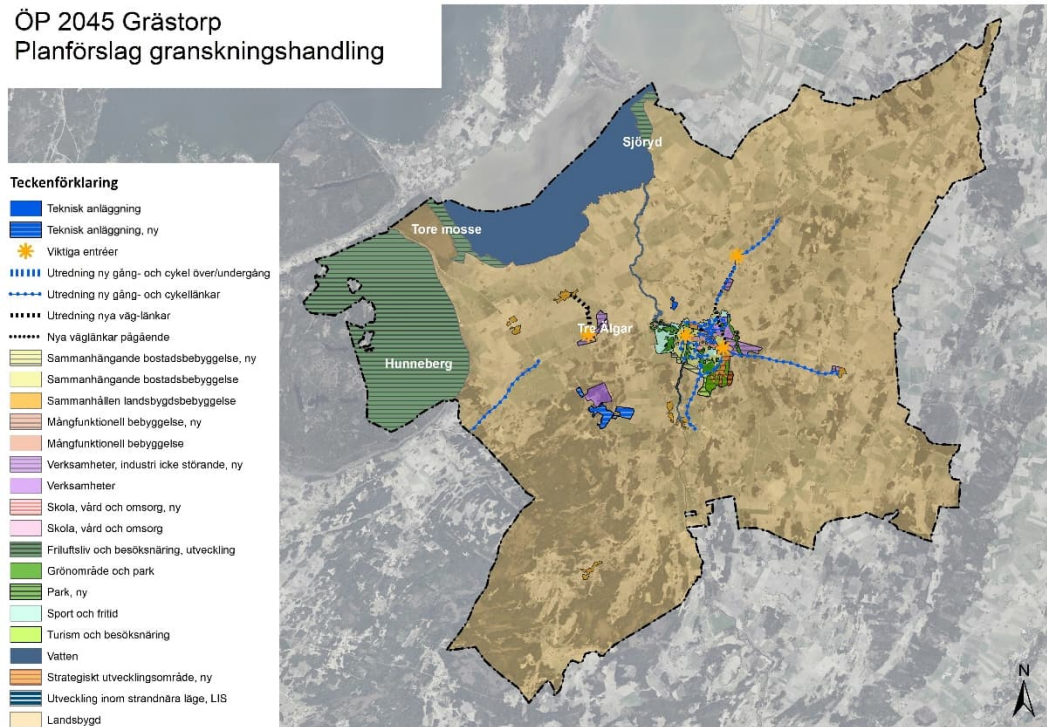 ÖP 2045 Grästorp
Planförslag granskningshandling
Teckenförklaring
Teknisk anläggning
Teknisk anläggning, ny
Viktiga entréer
Utredning ny gång- och cykel över/undergång
Utredning ny gång- och cykellänkar
Utredning nya väg-länkar
Nya väglänkar pågående
Sammanhängande bostadsbebyggelse, ny
Sammanhängande bostadsbebyggelse
Sammanhållen landsbygdsbebyggelse
Mångfunktionell bebyggelse, ny
Mångfunktionell bebyggelse
Verksamheter, industri icke störande, ny
Verksamheter
Skola, vård och omsorg, ny
Skola, vård och omsorg
Friluftsliv och besöksnäring, utveckling
Grönområde och park
Park, ny
Sport och fritid
Turism och besöksnäring
Vatten
Strategiskt utvecklingsområde, ny
Utveckling inom strandnära läge, LIS
Landsbygd
Sjöryd
Tore mosse
Tre Älgar
Hunneberg
N